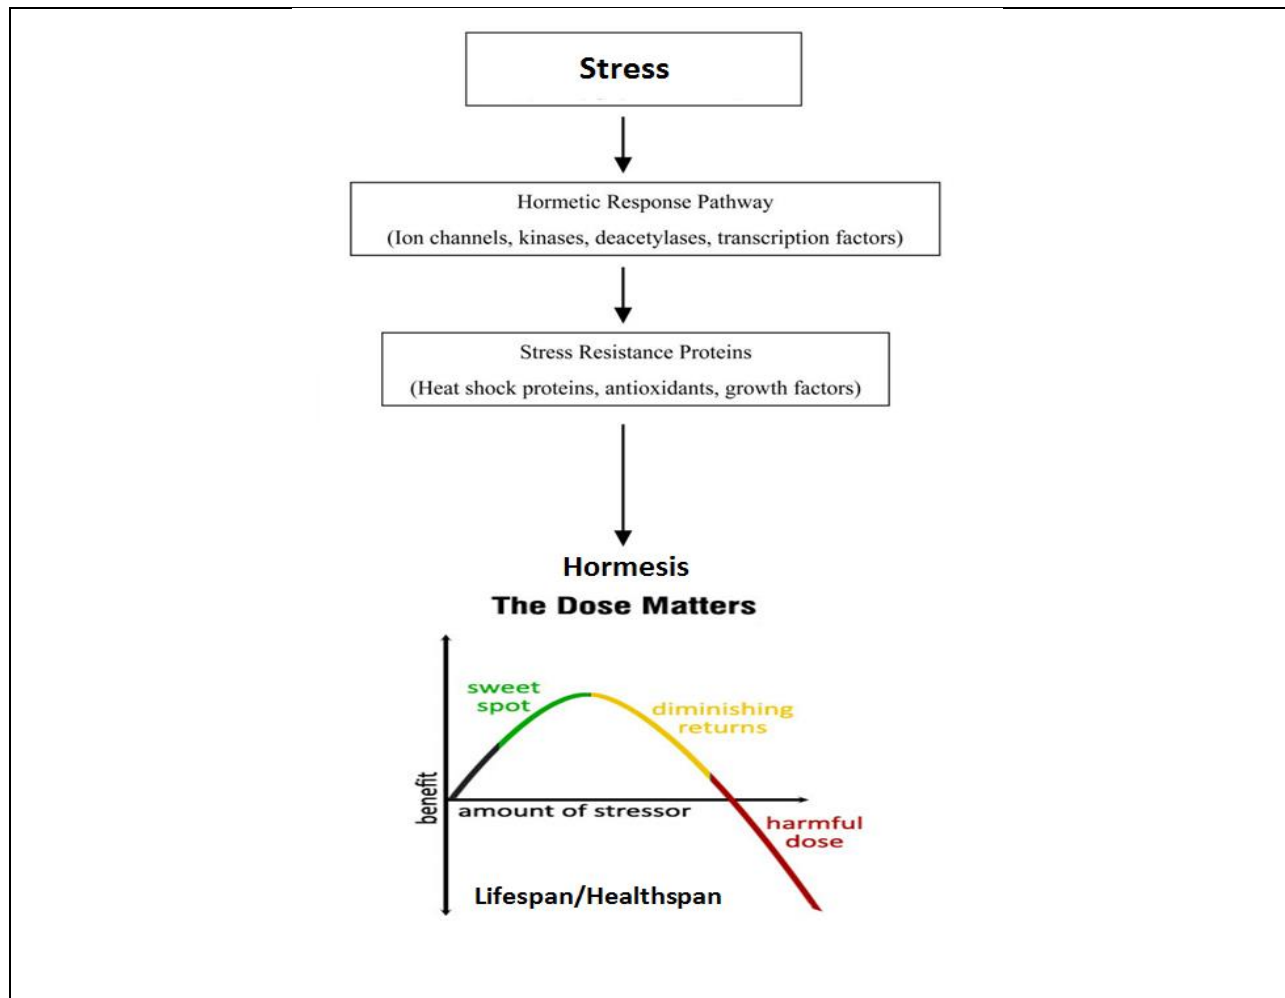 Stress
Hormetic Response Pathway
(Ion channels, kinases, deacetylases, transcription factors)
Stress Resistance Proteins
(Heat shock proteins, antioxidants, growth factors)
Hormesis
The Dose Matters
sweet
spot
diminishing
returns
benefit
amount of stressor
harmful
dose
Lifespan/Healthspan